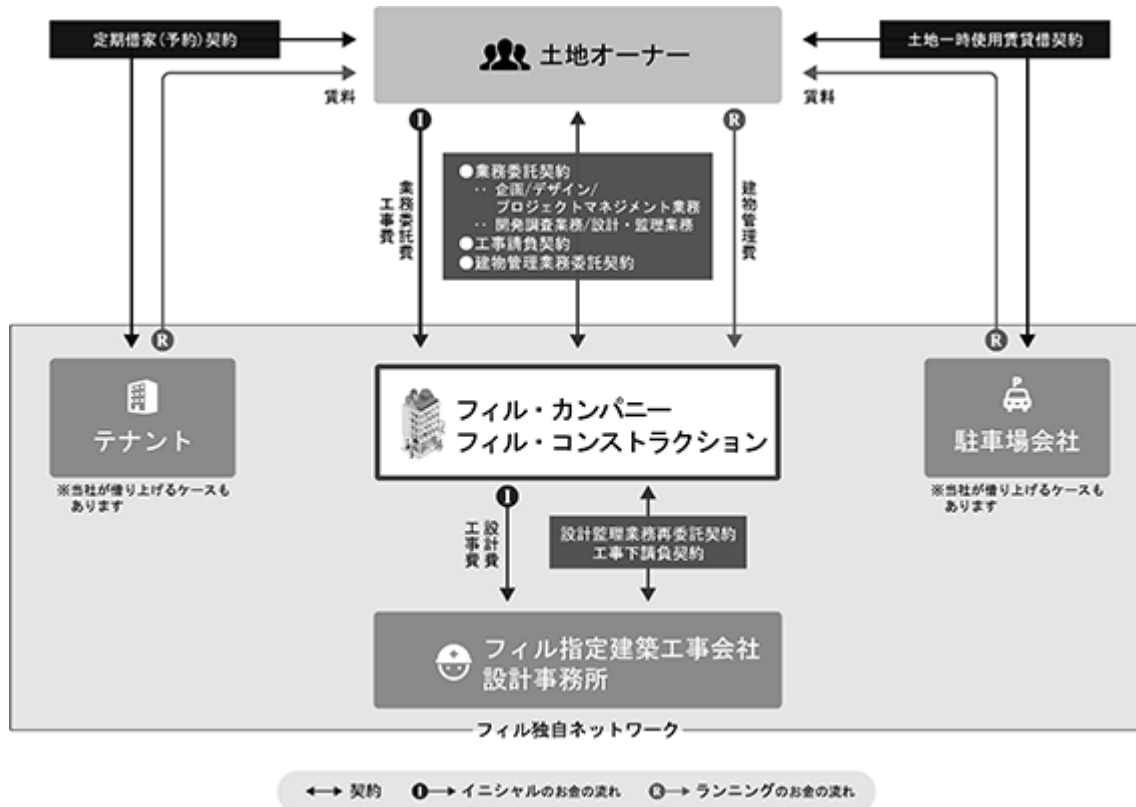 定期借家(予約)契約
土地オーナー
土地一時使用賃貸借契約
賃料
賃料
I
R
業務委託費
工事費
●業務委託契約
‥ 企画/デザイン/
プロジェクトマネジメント業務
‥ 開発調査業務/設計・監理業務
●工事請負契約
●建物管理業務委託契約
建物管理費
R
R
テナント
※当社が借り上げるケースも
あります
フィル・カンパニー
フィル・コンストラクション
P
駐車場会社
※当社が借り上げるケースも
あります
I
設計費
工事費
設計監理業務再委託契約
工事下請負契約
フィル指定建築工事会社
設計事務所
フィル独自ネットワーク
契約 I イニシャルのお金の流れ R ランニングのお金の流れ